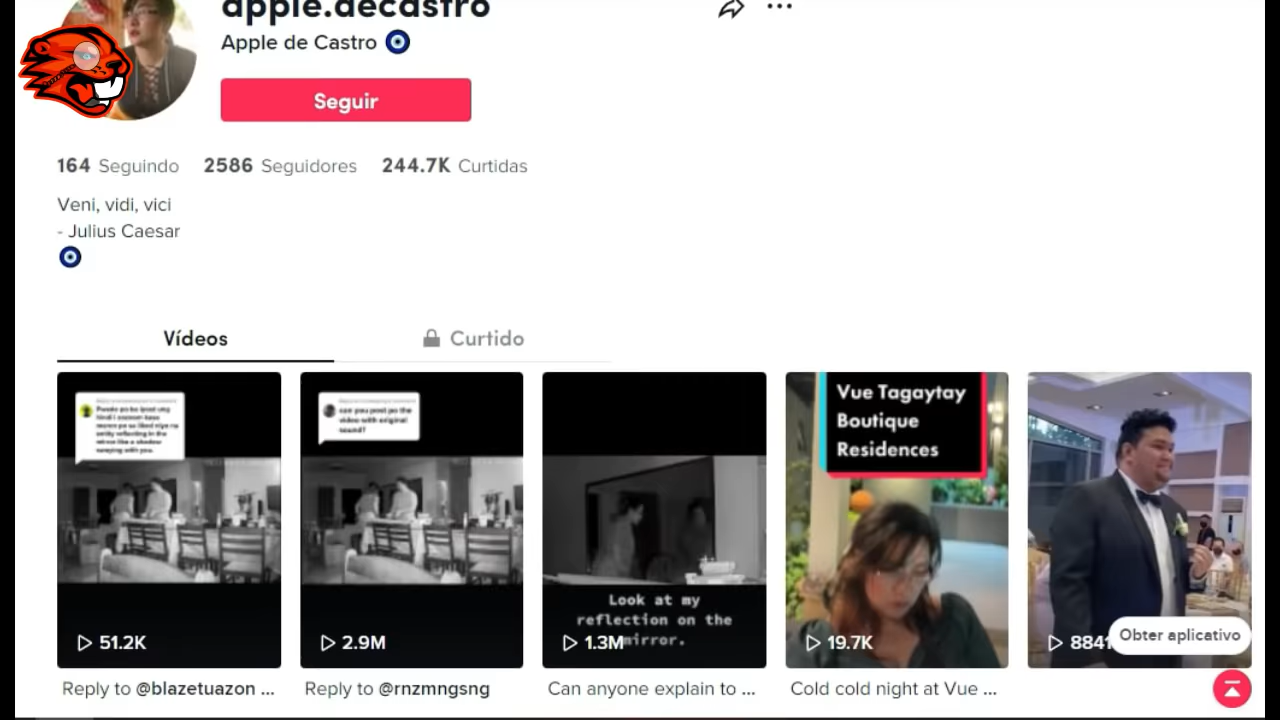 apple.decastro
Apple de Castro
Seguir
164 Seguindo 2586 Seguidores 244.7K Curtidas
Veni, vidi, vici
- Julius Caesar
Vídeos
Curtido
can you post po the
video with original
sound?
Vue Tagaytay
Boutique
Residences
Look at my
reflection on the
mirror.
51.2K
2.9M
1.3M
19.7K
8841
Obter aplicativo
Reply to @blazetuazon ...
Reply to @rnzmngsng
Can anyone explain to ...
Cold cold night at Vue ...